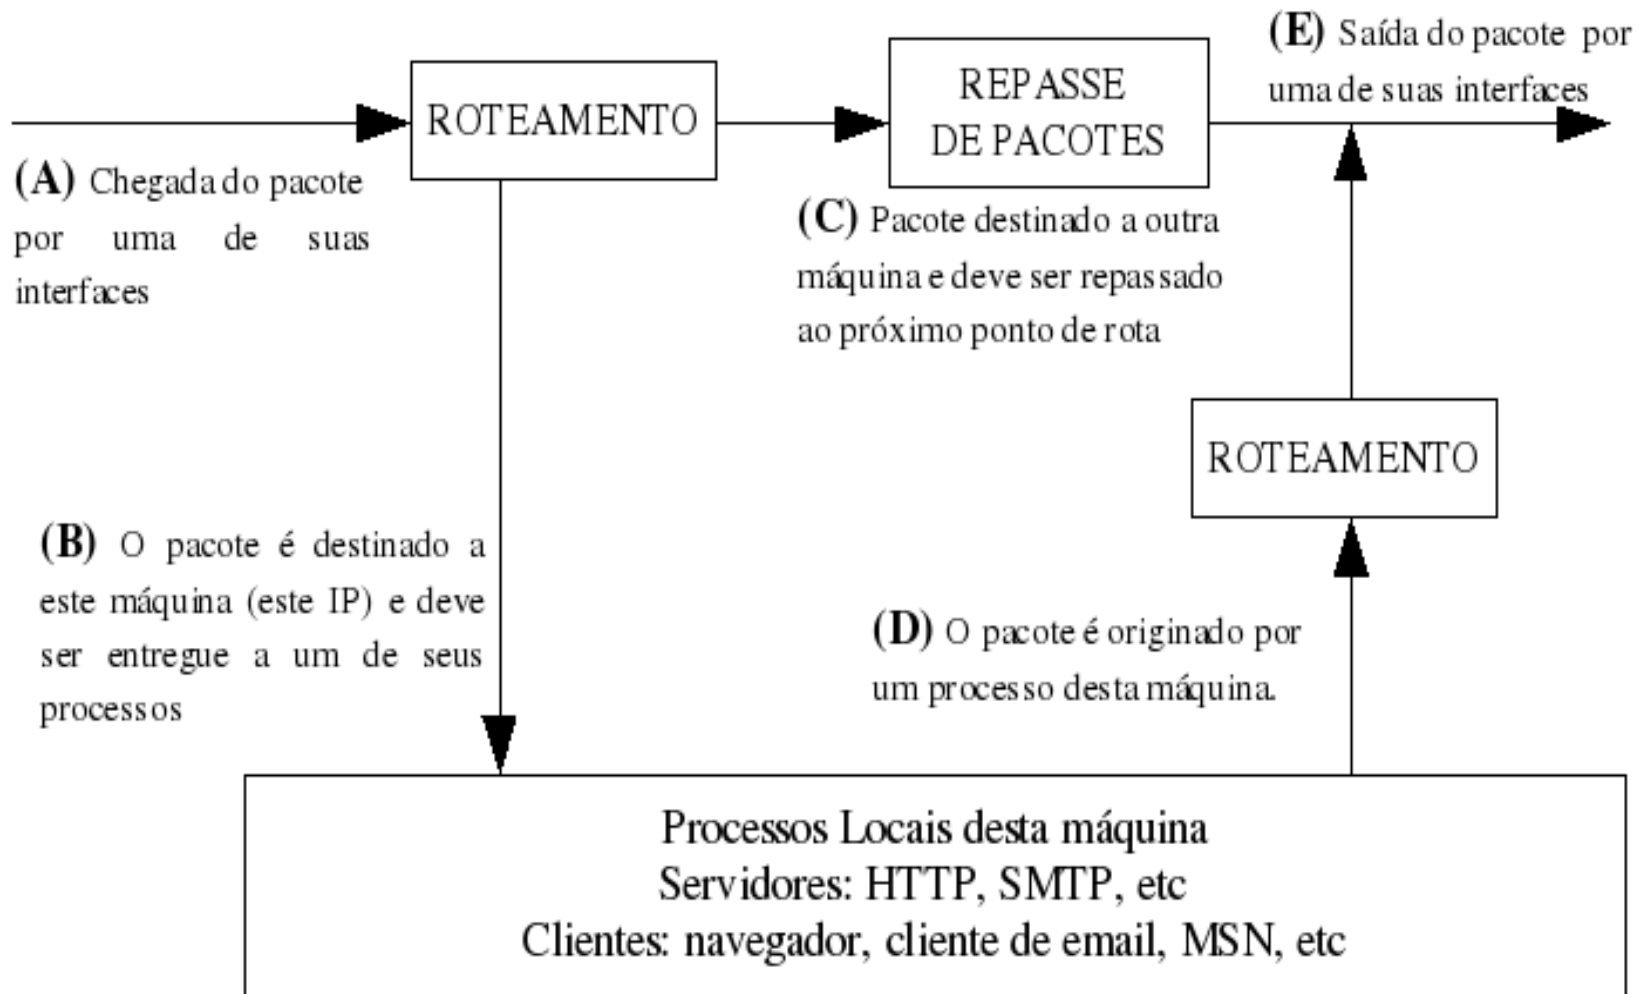 (E) Saída do pacote por
uma de suas interfaces
ROTEAMENTO
REPASSE
DE PACOTES
(A) Chegada do pacote
por uma de suas
interfaces
(C) Pacote destinado a outra
máquina e deve ser repassado
ao próximo ponto de rota
ROTEAMENTO
(B) O pacote é destinado a
este máquina (este IP) e deve
ser entregue a um de seus
processos
(D) O pacote é originado por
um processo desta máquina.
Processos Locais desta máquina
Servidores: HTTP, SMTP, etc
Clientes: navegador, cliente de email, MSN, etc